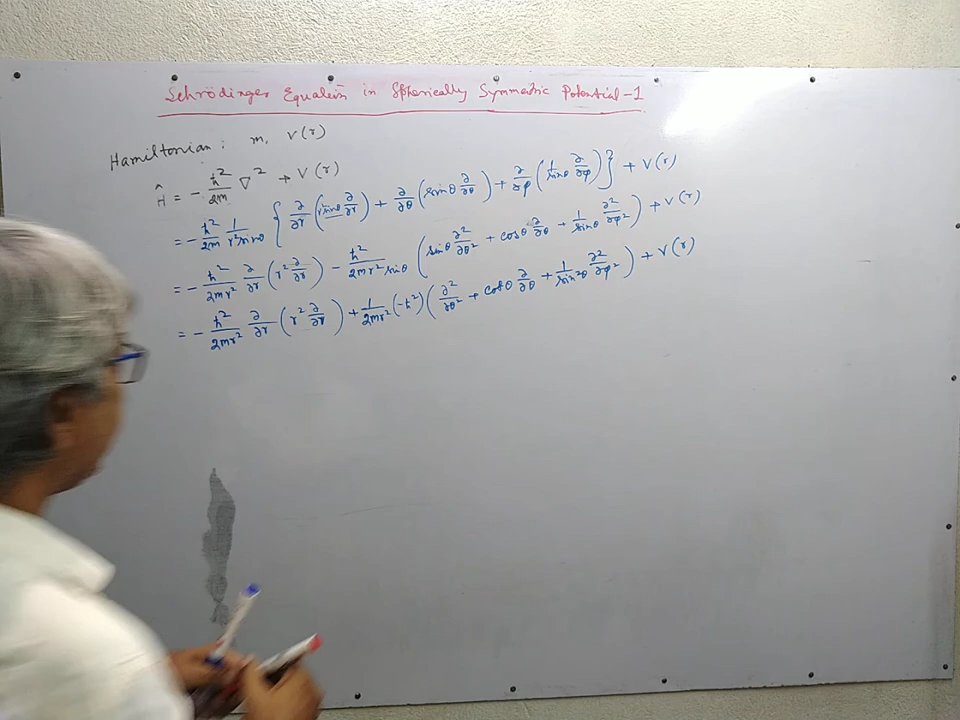 Schrödinger Equation in Spherically Symmetric Potential -1
Hamiltonian : m, V(r)
Ĥ = - ħ²/2m ∇² + V(r)
= - ħ²/2m 1/r²sinθ { ∂/∂r (r²sinθ ∂/∂r) + ∂/∂θ (sinθ ∂/∂θ) + ∂/∂φ (1/sinθ ∂/∂φ) } + V(r)
= - ħ²/2mr² ∂/∂r (r² ∂/∂r) - ħ²/2mr²sinθ (sinθ ∂²/∂θ² + cosθ ∂/∂θ + 1/sinθ ∂²/∂φ²) + V(r)
= - ħ²/2mr² ∂/∂r (r² ∂/∂r) + 1/2mr² (-ħ²) (∂²/∂θ² + cotθ ∂/∂θ + 1/sin²θ ∂²/∂φ²) + V(r)